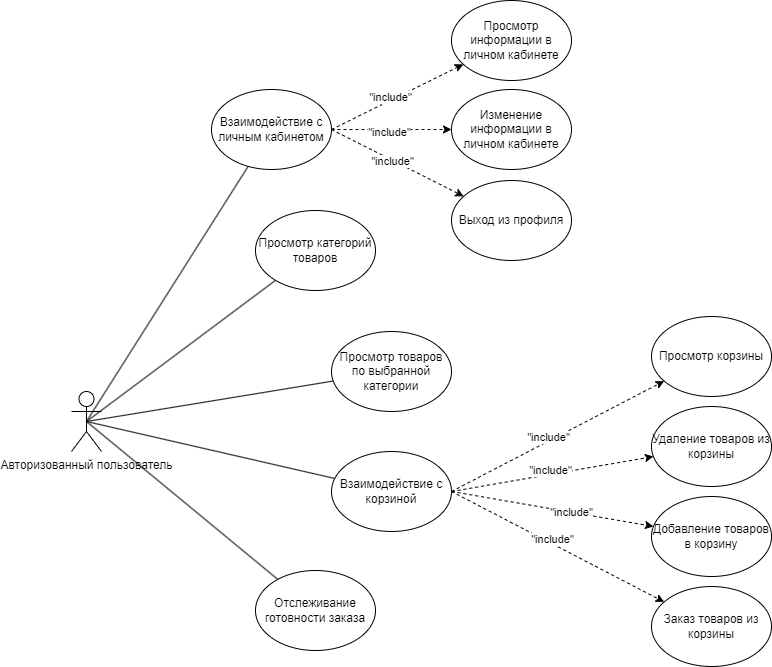 Просмотр
информации в
личном кабинете
"include"
Взаимодействие с
личным кабинетом
"include"
Изменение
информации в
личном кабинете
"include"
Выход из профиля
Просмотр категорий
товаров
Просмотр товаров
по выбранной
категории
Просмотр корзины
Авторизованный пользователь
Взаимодействие с
корзиной
"include"
Удаление товаров из
корзины
"include"
"include"
Добавление товаров
в корзину
"include"
Отслеживание
готовности заказа
Заказ товаров из
корзины